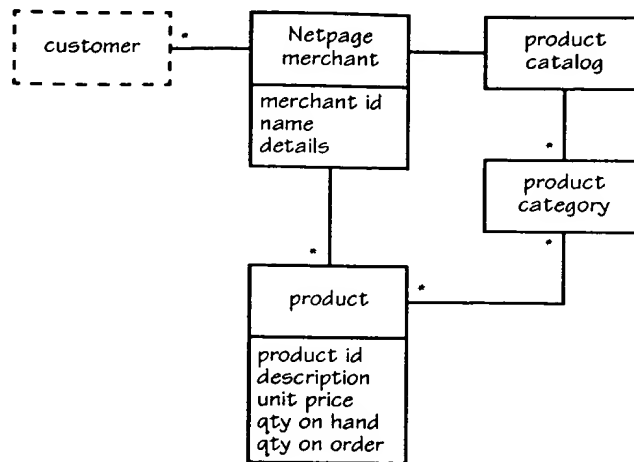 customer
*
Netpage
merchant
merchant id
name
details
product
catalog
*
product
category
*
*
product
*
product id
description
unit price
qty on hand
qty on order